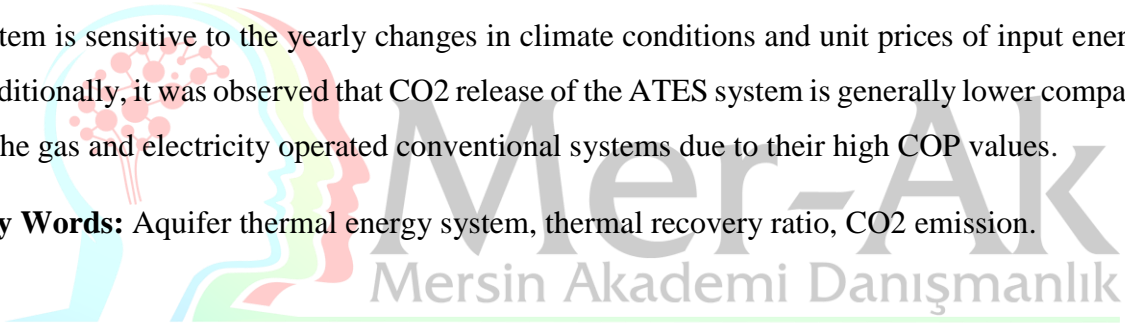 tem is sensitive to the yearly changes in climate conditions and unit prices of input ener
ditionally, it was observed that CO2 release of the ATES system is generally lower compa
he gas and electricity operated conventional systems due to their high COP values.
y Words: Aquifer thermal energy system, thermal recovery ratio, CO2 emission.
Mer-Ak
Mersin Akademi Danışmanlık